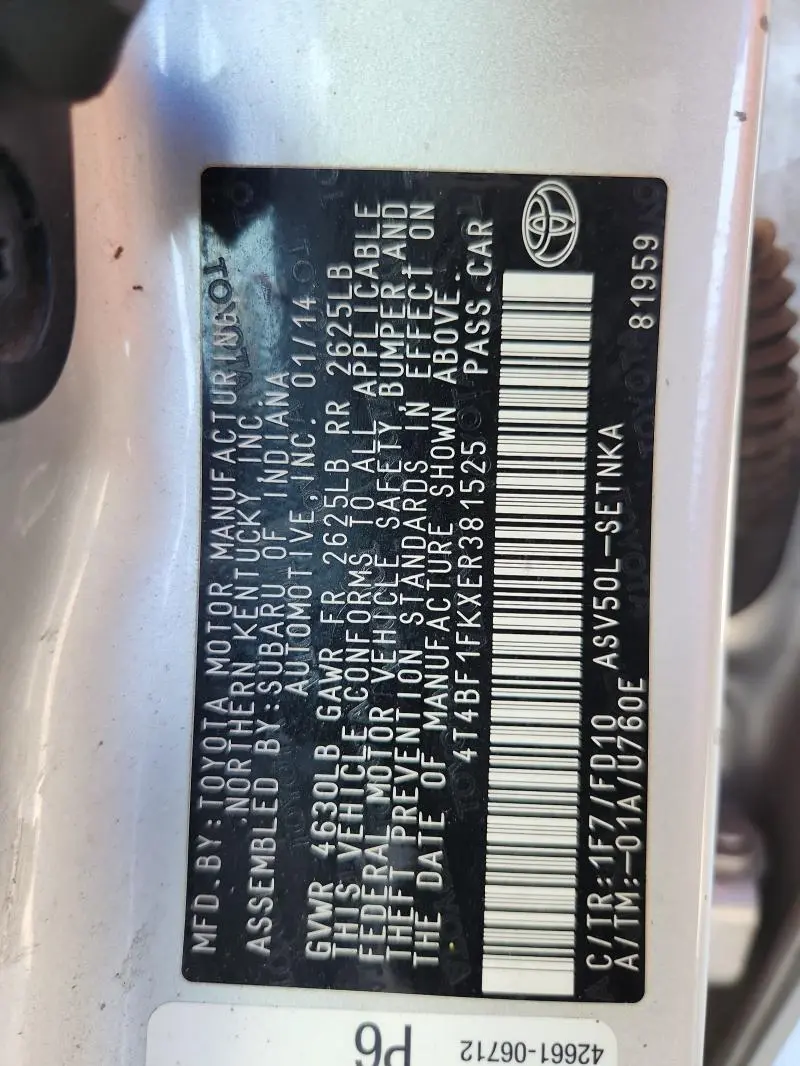 MFD.BY:TOYOTA MOTOR MANUFACTURING
,NORTHERN KENTUCKY,INC.
ASSEMBLED BY:SUBARU OF INDIANA
AUTOMOTIVE,INC. 01/14
GVWR 4630LB GAWR FR 2625LB RR 2625LB
THIS VEHICLE CONFORMS TO ALL APPLICABLE
FEDERAL MOTOR VEHICLE SAFETY, BUMPER AND
THEFT PREVENTION STANDARDS IN EFFECT ON
THE DATE OF MANUFACTURE SHOWN ABOVE.
4T4BF1FKXER381525 PASS.CAR
C/TR:1F7/FD10 ASV50L-SETNKA 81959
A/TM:-01A/U760E
P6
42661-06712